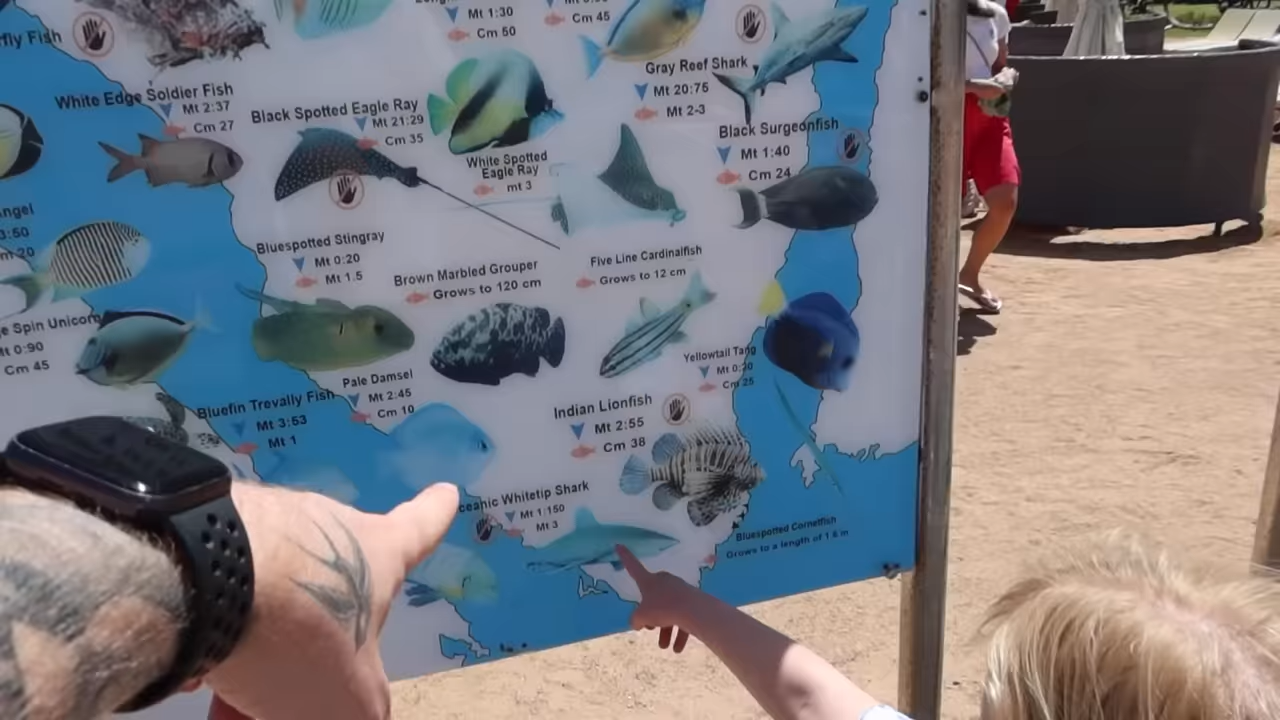 fly Fish
Mt 1:30
Cm 50
Cm 45
White Edge Soldier Fish
Mt 2:37
Cm 27
Black Spotted Eagle Ray
Mt 21:29
Cm 35
White Spotted
Eagle Ray
mt 3
Gray Reef Shark
Mt 20:75
Mt 2-3
Black Surgeonfish
Mt 1:40
Cm 24
ngel
3:50
m 20
Bluespotted Stingray
Mt 0:20
Mt 1.5
Brown Marbled Grouper
Grows to 120 cm
Five Line Cardinalfish
Grows to 12 cm
e Spin Unicorn
Mt 0:90
Cm 45
Yellowtail Tang
Mt 0:20
Cm 25
Bluefin Trevally Fish
Mt 3:53
Mt 1
Pale Damsel
Mt 2:45
Cm 10
Indian Lionfish
Mt 2:55
Cm 38
ceanic Whitetip Shark
Mt 1:150
Mt 3
Bluespotted Cornetfish
Grows to a length of 1.6 m